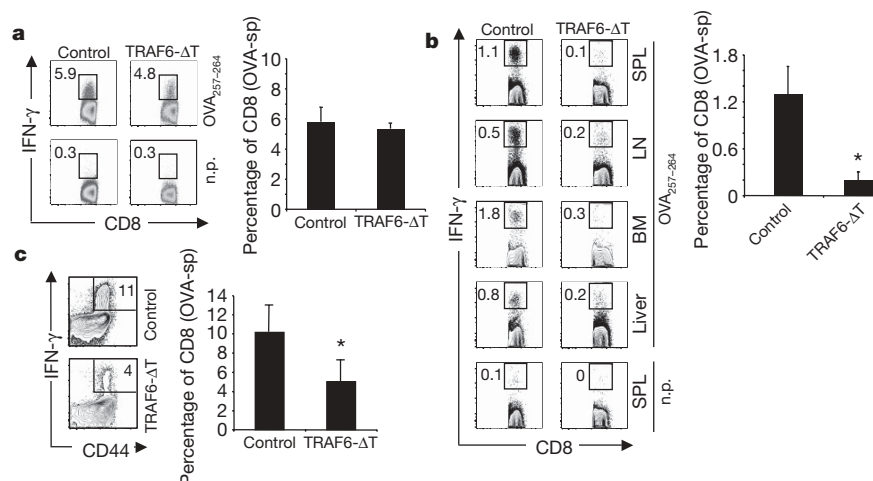 a
Control
TRAF6-ΔT
5.9
4.8
OVA257–264
0.3
0.3
n.p.
IFN-γ
CD8
Percentage of CD8 (OVA-sp)
10
8
6
4
2
0
Control TRAF6-ΔT
b
Control TRAF6-ΔT
1.1
0.1
SPL
0.5
0.2
LN
1.8
0.3
BM
0.8
0.2
Liver
OVA257–264
0.1
0
SPL
n.p.
IFN-γ
CD8
Percentage of CD8 (OVA-sp)
1.8
1.2
0.6
0
*
Control
TRAF6-ΔT
c
11
Control
4
TRAF6-ΔT
IFN-γ
CD44
Percentage of CD8 (OVA-sp)
14
12
10
8
6
4
2
0
*
Control TRAF6-ΔT